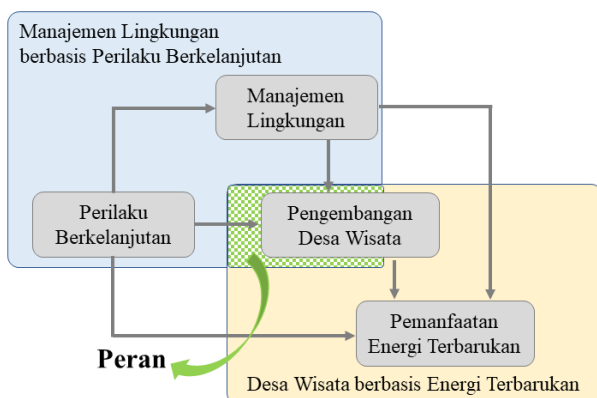 Manajemen Lingkungan
berbasis Perilaku Berkelanjutan
Manajemen
Lingkungan
Perilaku
Berkelanjutan
Pengembangan
Desa Wisata
Pemanfaatan
Energi Terbarukan
Peran
Desa Wisata berbasis Energi Terbarukan